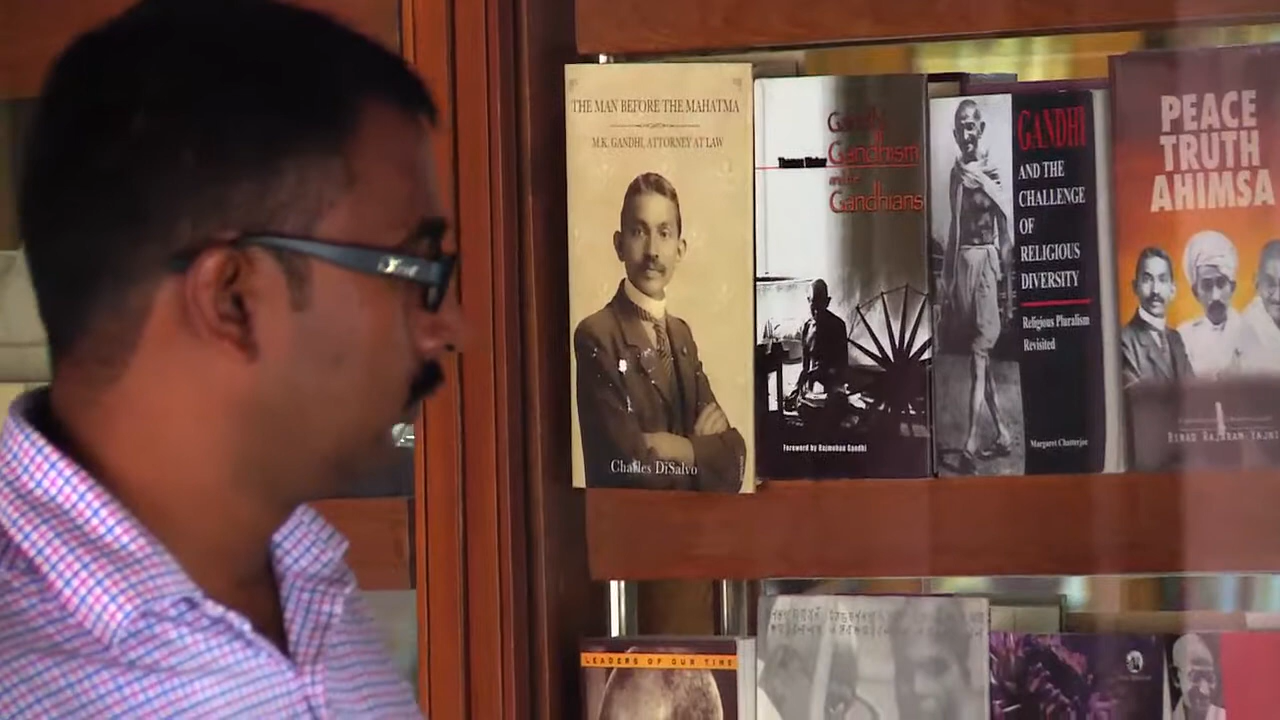 THE MAN BEFORE THE MAHATMA
M.K. GANDHI, ATTORNEY AT LAW
Charles DiSalvo
Gandhi
Gandhism
and the
Gandhians
Thomas Weber
Foreword by Rajmohan Gandhi
GANDHI
AND THE
CHALLENGE
OF
RELIGIOUS
DIVERSITY
Religious Pluralism
Revisited
Margaret Chatterjee
PEACE
TRUTH
AHIMSA
LEADERS OF OUR TIME